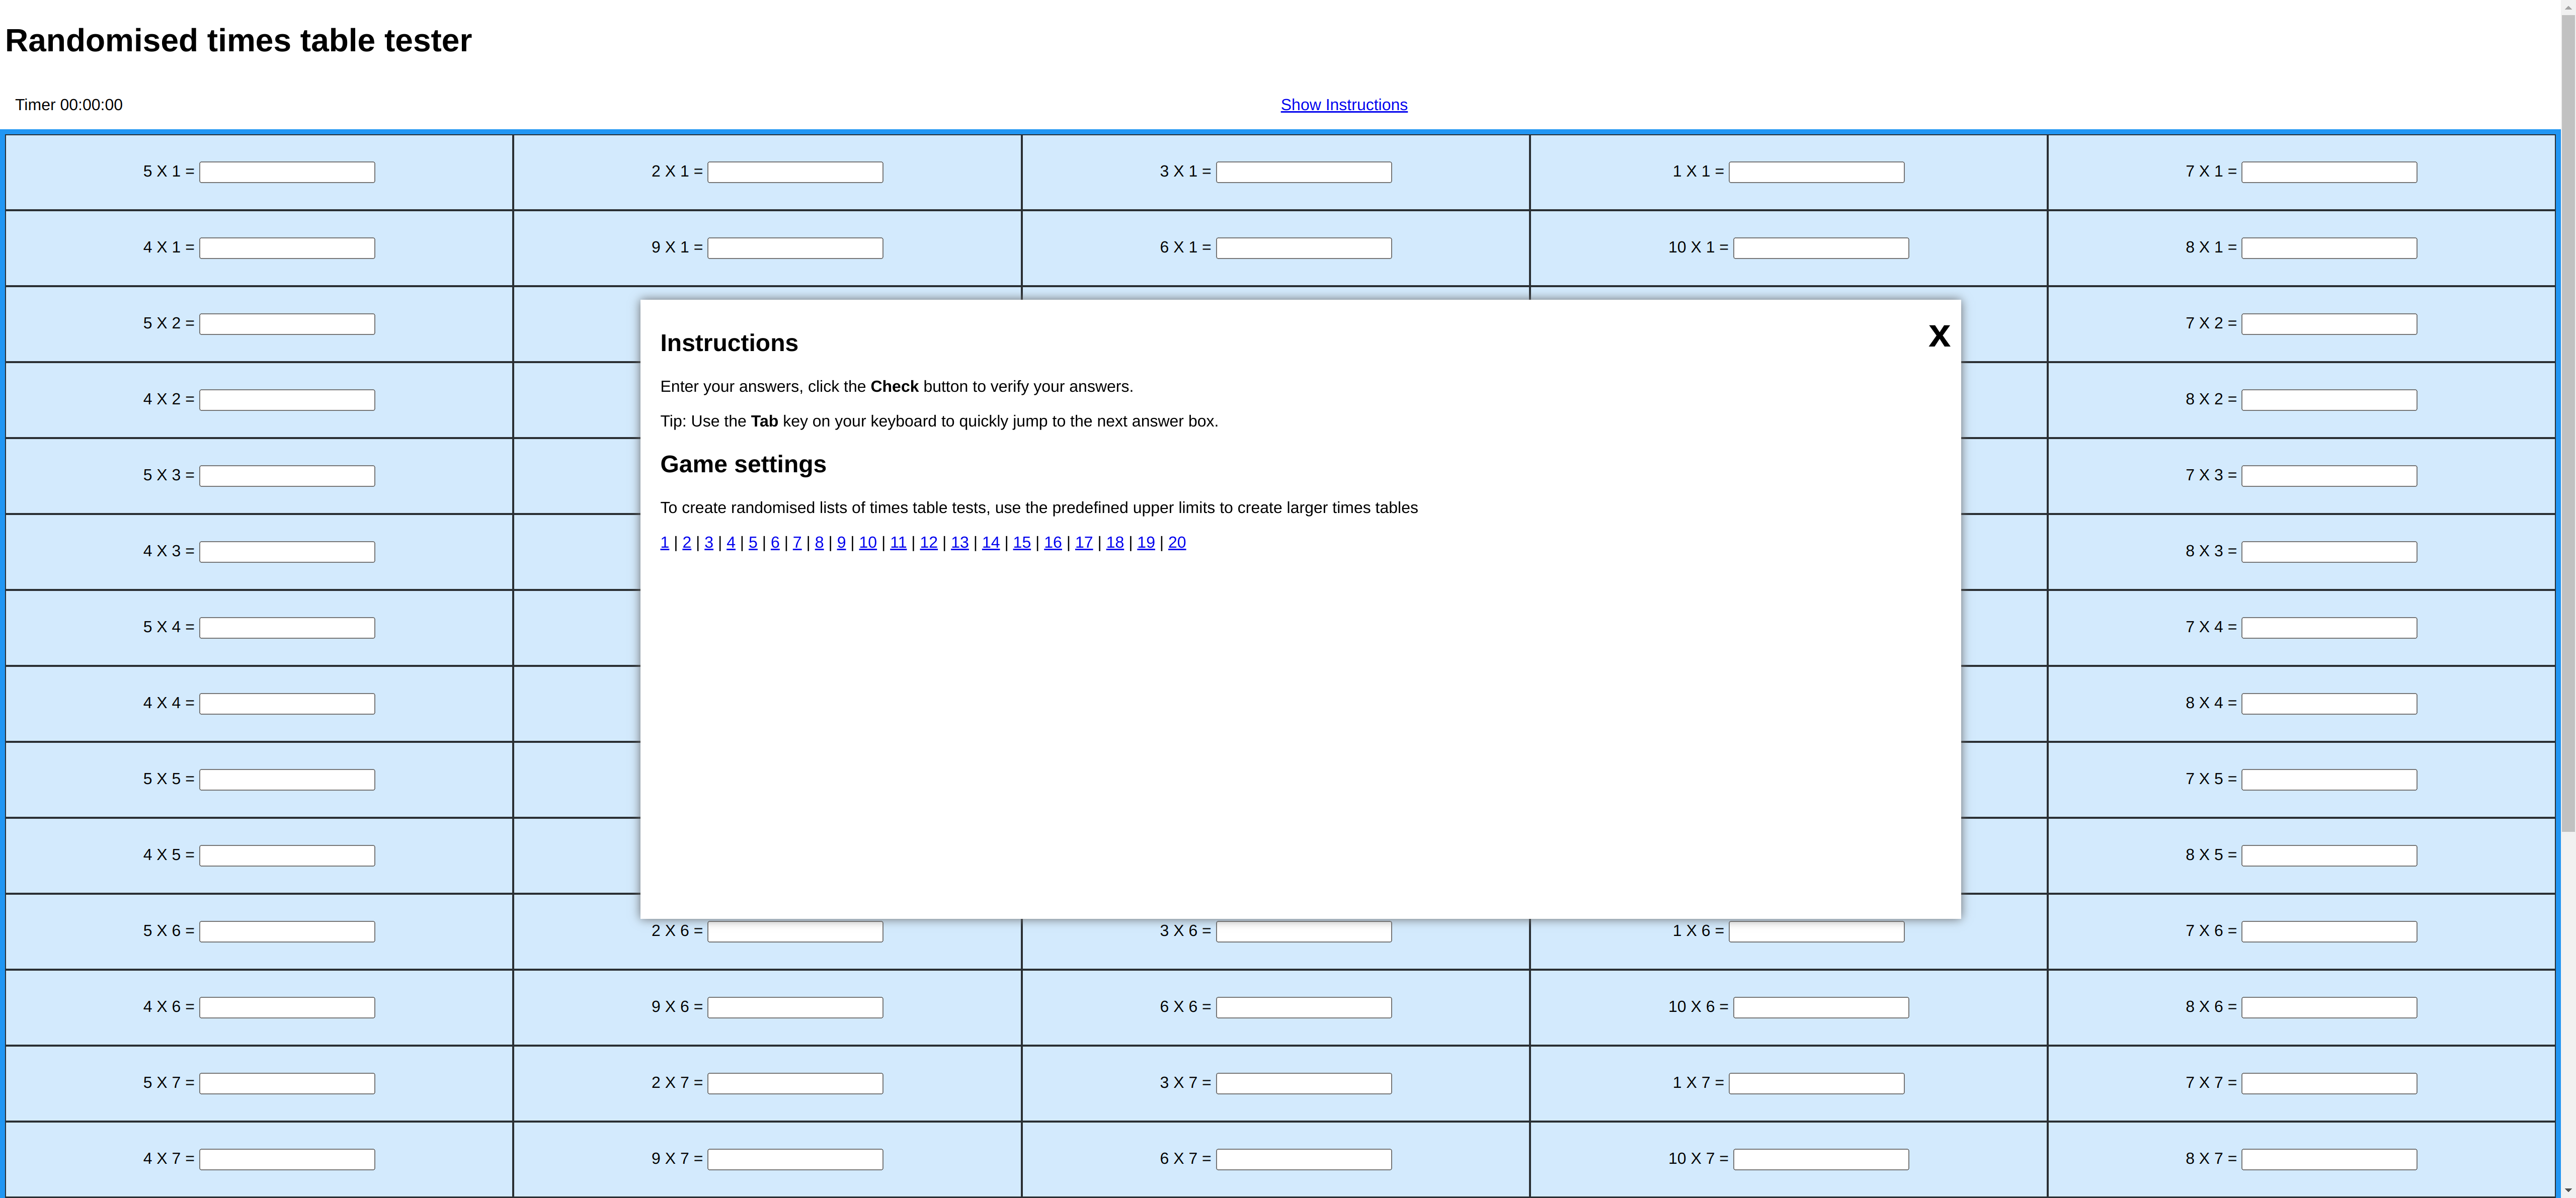 Randomised times table tester
Timer 00:00:00 Show Instructions
5 X 1 = 2 X 1 = 3 X 1 = 1 X 1 = 7 X 1 =
4 X 1 = 9 X 1 = 6 X 1 = 10 X 1 = 8 X 1 =
5 X 2 = 7 X 2 =
Instructions X
Enter your answers, click the Check button to verify your answers.
4 X 2 = 8 X 2 =
Tip: Use the Tab key on your keyboard to quickly jump to the next answer box.
Game settings
5 X 3 = 7 X 3 =
To create randomised lists of times table tests, use the predefined upper limits to create larger times tables
1 | 2 | 3 | 4 | 5 | 6 | 7 | 8 | 9 | 10 | 11 | 12 | 13 | 14 | 15 | 16 | 17 | 18 | 19 | 20
4 X 3 = 8 X 3 =
5 X 4 = 7 X 4 =
4 X 4 = 8 X 4 =
5 X 5 = 7 X 5 =
4 X 5 = 8 X 5 =
5 X 6 = 2 X 6 = 3 X 6 = 1 X 6 = 7 X 6 =
4 X 6 = 9 X 6 = 6 X 6 = 10 X 6 = 8 X 6 =
5 X 7 = 2 X 7 = 3 X 7 = 1 X 7 = 7 X 7 =
4 X 7 = 9 X 7 = 6 X 7 = 10 X 7 = 8 X 7 =